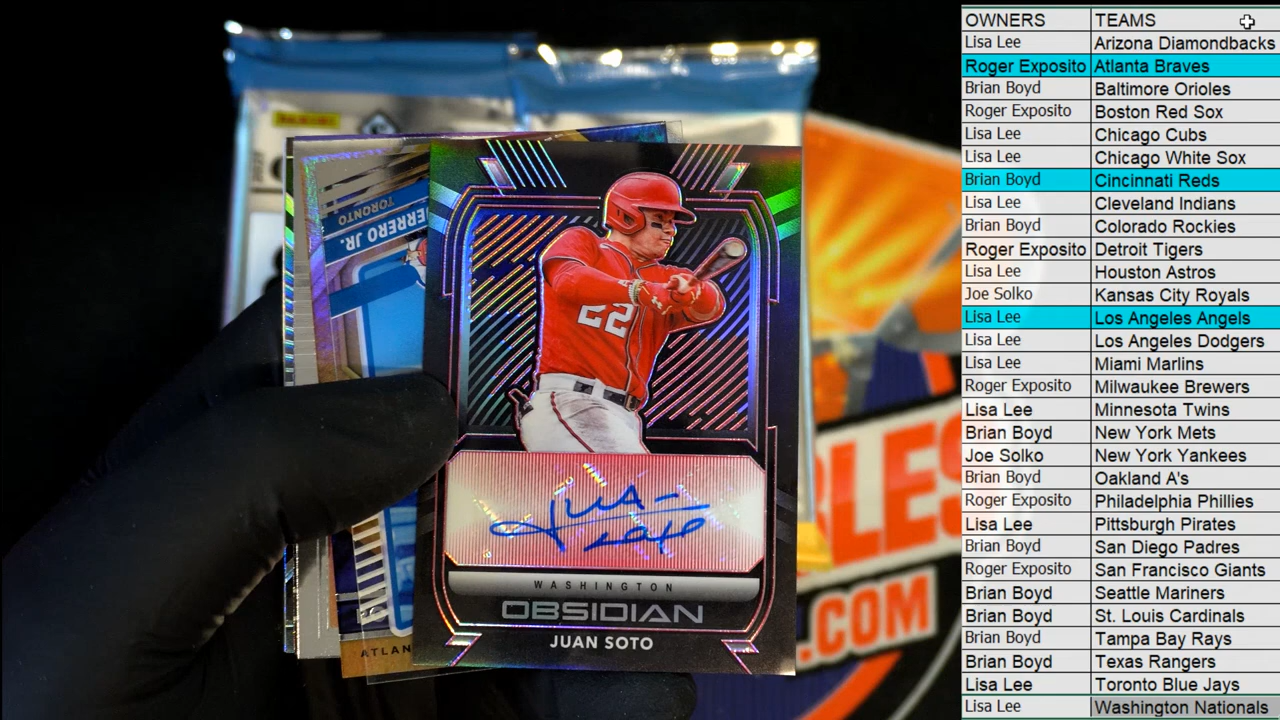 PANINI
TORONTO
ERRERO JR.
22
Juan Soto
WASHINGTON
OBSIDIAN
JUAN SOTO
ATLAN
BLES
.COM
OWNERS TEAMS
Lisa Lee Arizona Diamondbacks
Roger Exposito Atlanta Braves
Brian Boyd Baltimore Orioles
Roger Exposito Boston Red Sox
Lisa Lee Chicago Cubs
Lisa Lee Chicago White Sox
Brian Boyd Cincinnati Reds
Lisa Lee Cleveland Indians
Brian Boyd Colorado Rockies
Roger Exposito Detroit Tigers
Lisa Lee Houston Astros
Joe Solko Kansas City Royals
Lisa Lee Los Angeles Angels
Lisa Lee Los Angeles Dodgers
Lisa Lee Miami Marlins
Roger Exposito Milwaukee Brewers
Lisa Lee Minnesota Twins
Brian Boyd New York Mets
Joe Solko New York Yankees
Brian Boyd Oakland A's
Roger Exposito Philadelphia Phillies
Lisa Lee Pittsburgh Pirates
Brian Boyd San Diego Padres
Roger Exposito San Francisco Giants
Brian Boyd Seattle Mariners
Brian Boyd St. Louis Cardinals
Brian Boyd Tampa Bay Rays
Brian Boyd Texas Rangers
Lisa Lee Toronto Blue Jays
Lisa Lee Washington Nationals